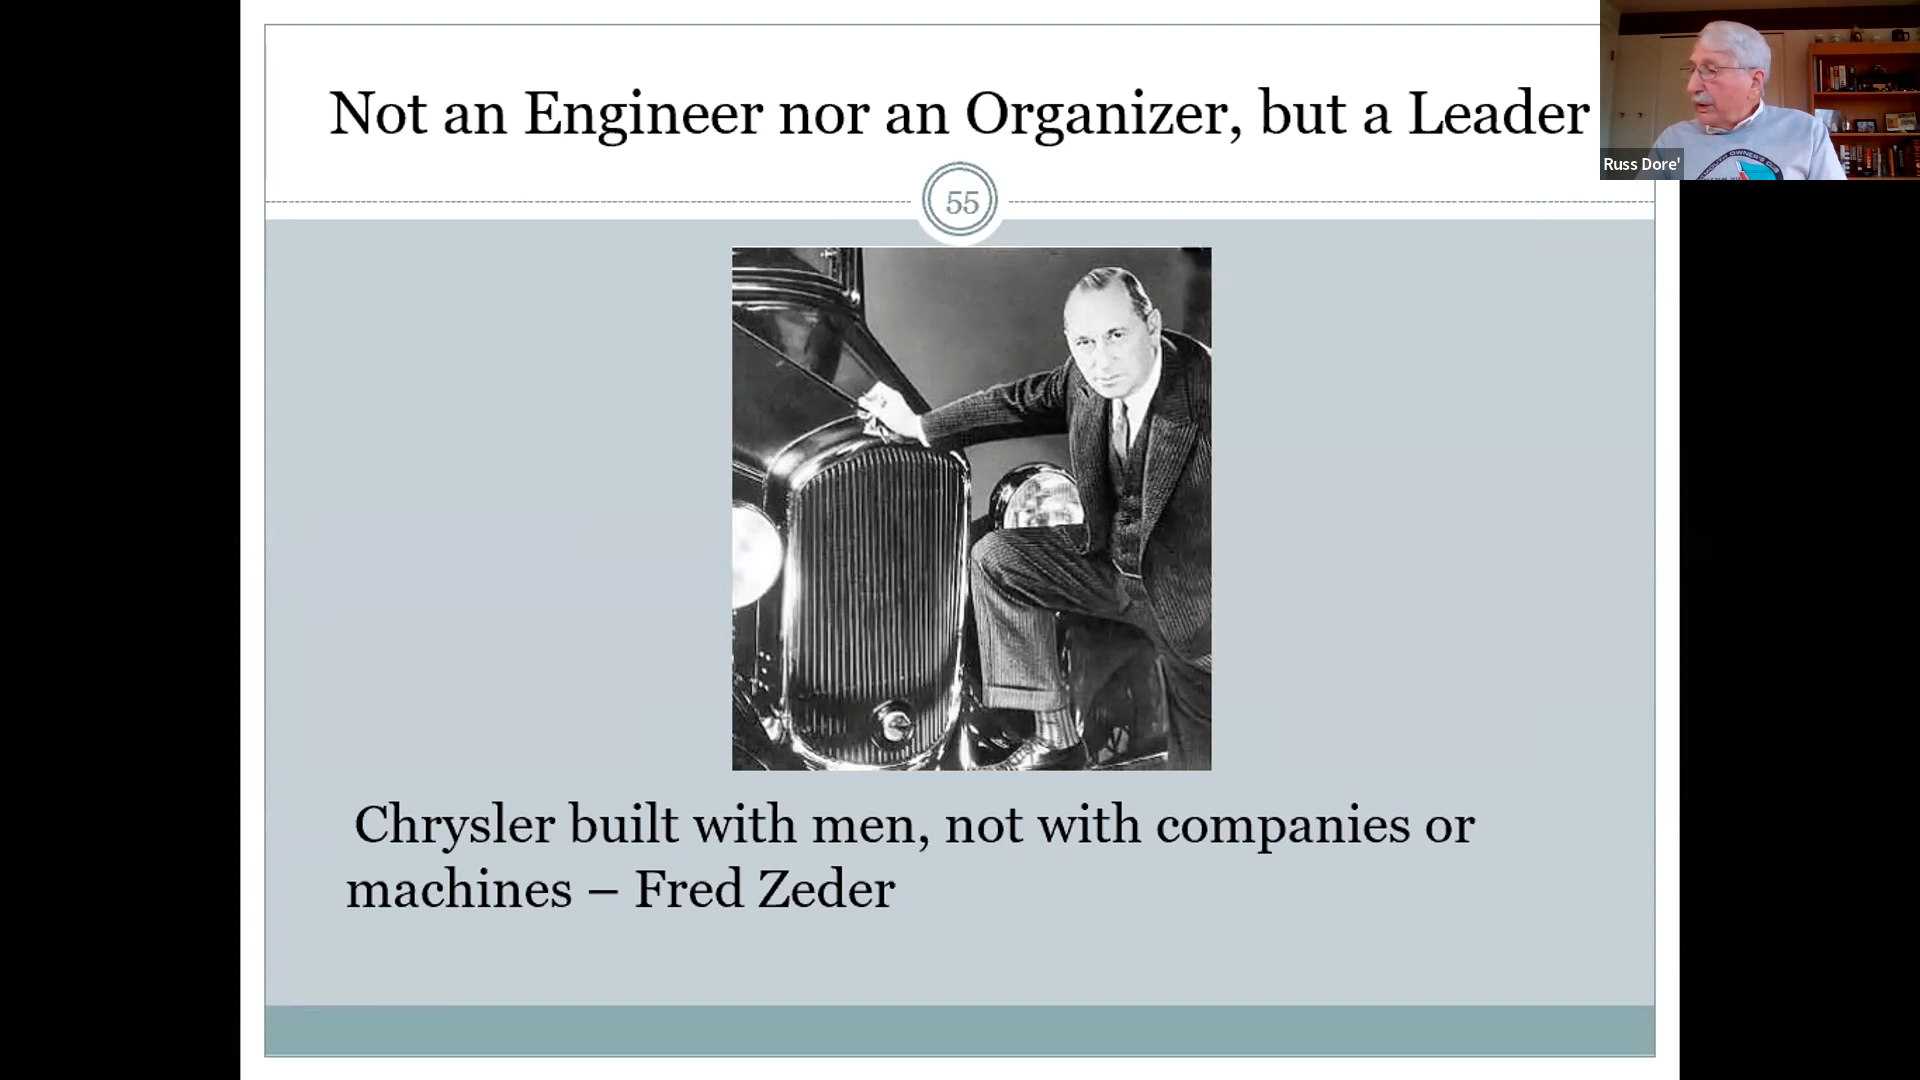 Not an Engineer nor an Organizer, but a Leader
Russ Dore'
55
Chrysler built with men, not with companies or
machines – Fred Zeder